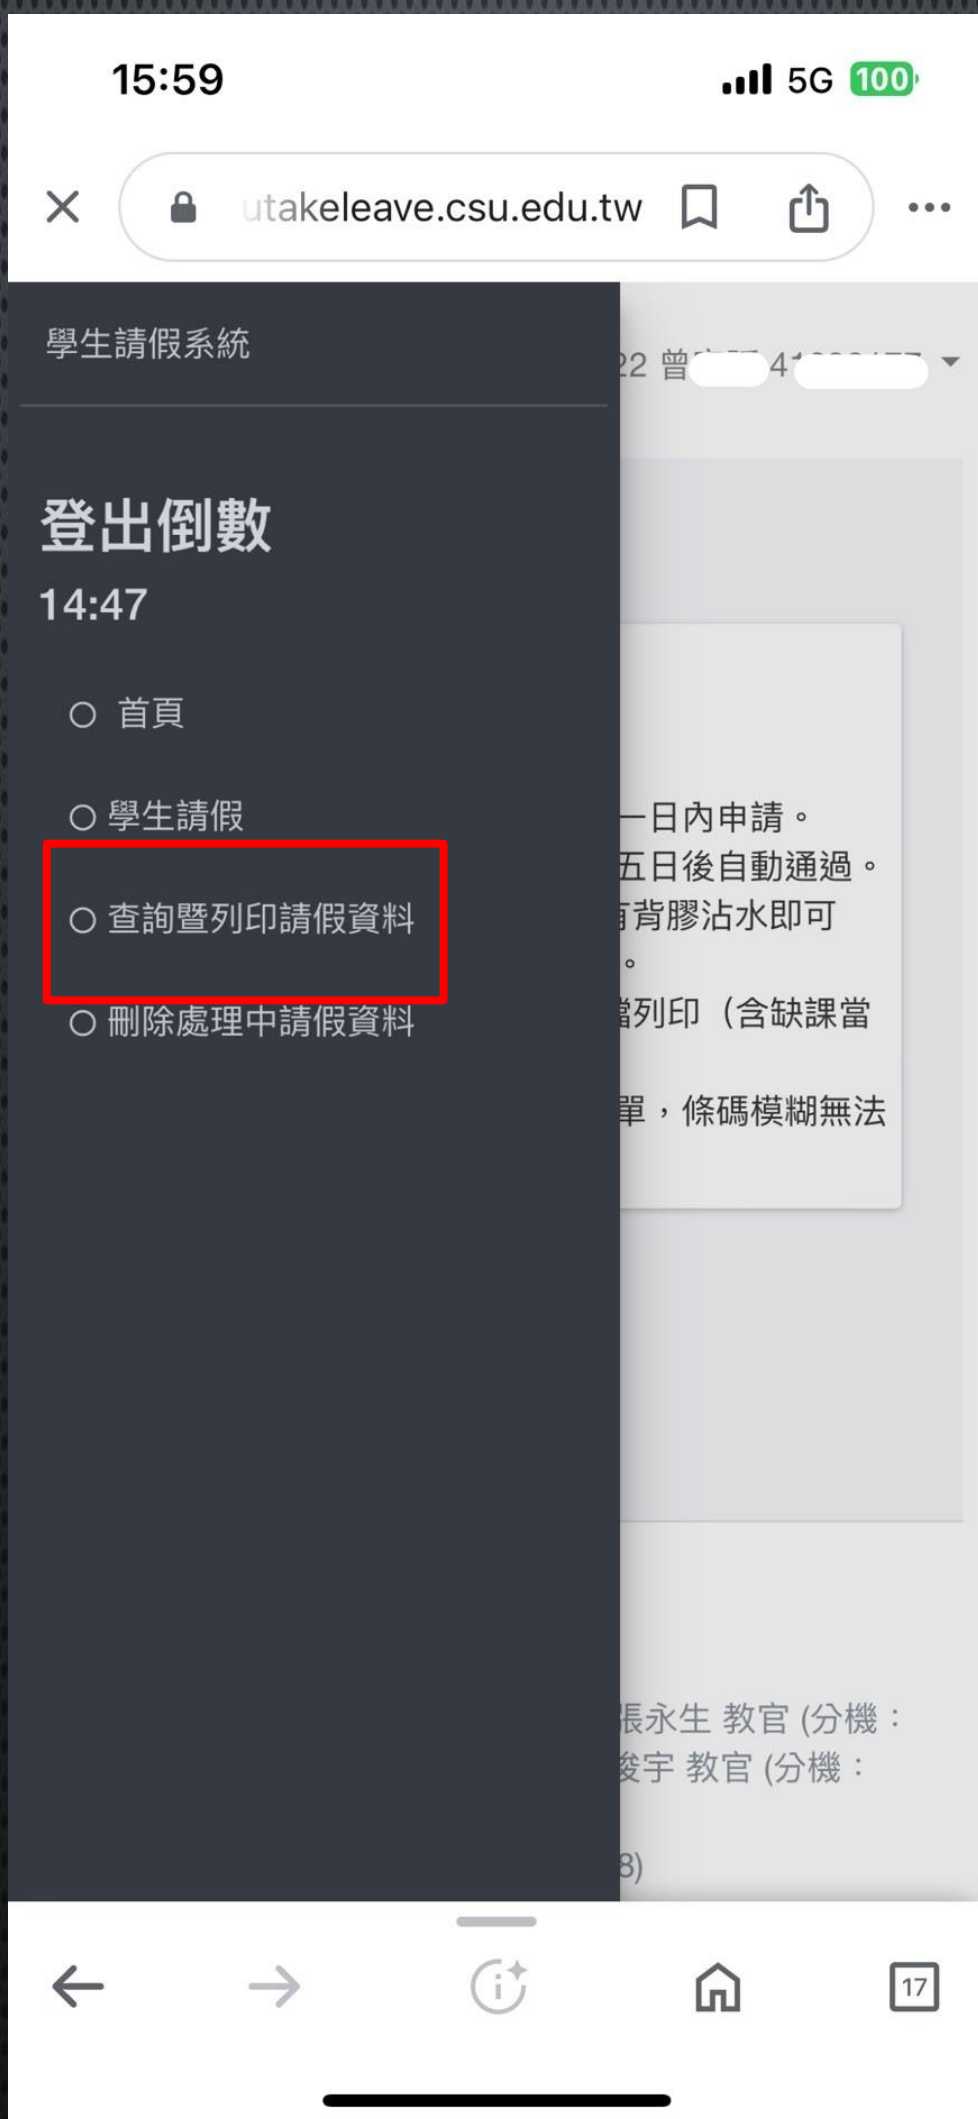 15:59
5G 100
utakeleave.csu.edu.tw
學生請假系統
22 曾 4
登出倒數
14:47
首頁
學生請假
一日內申請。
五日後自動通過。
查詢暨列印請假資料
背膠沾水即可
。
刪除處理中請假資料
列印（含缺課當
單，條碼模糊無法
張永生 教官 (分機：
宇 教官 (分機：
8)
17